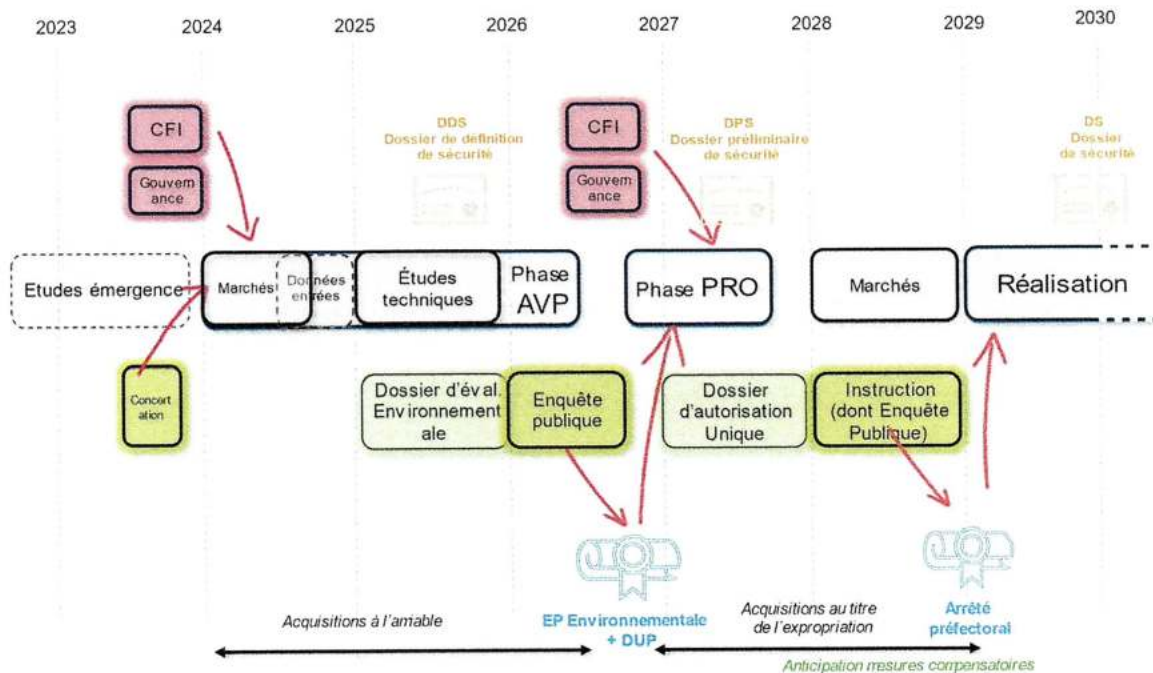 2023 2024 2025 2026 2027 2028 2029 2030
CFI
Gouvern
ance
DDS
Dossier de définition
de sécurité
CFI
Gouvern
ance
DPS
Dossier préliminaire
de sécurité
DS
Dossier
de sécurité
Etudes émergence
Marchés
Données
entrées
Études
techniques
Phase
AVP
Phase PRO
Marchés
Réalisation
Concert
ation
Dossier d'éval.
Environnement
ale
Enquête
publique
Dossier
d'autorisation
Unique
Instruction
(dont Enquête
Publique)
Acquisitions à l'amiable
EP Environnementale
+ DUP
Acquisitions au titre
de l'expropriation
Arrêté
préfectoral
Anticipation mesures compensatoires